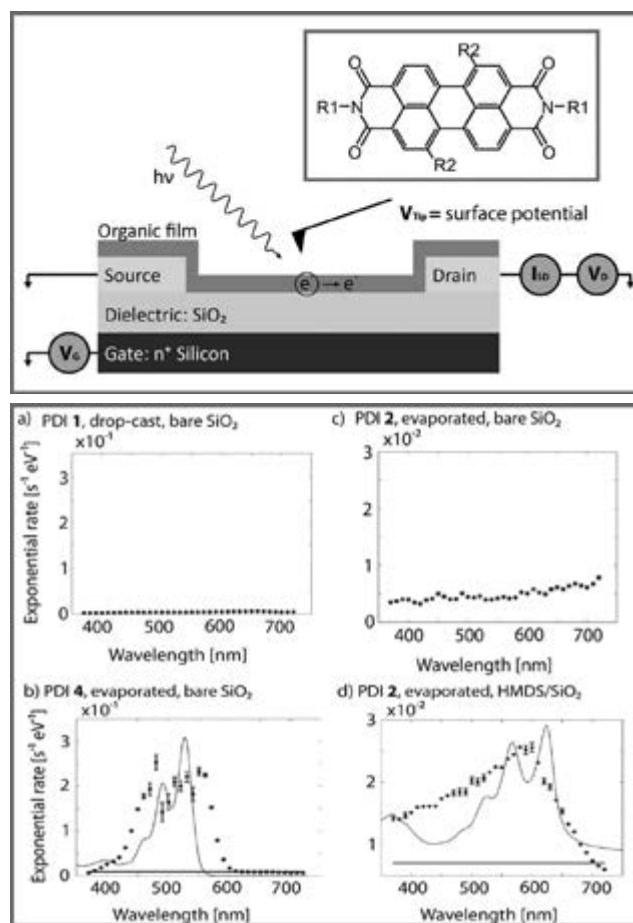 O
R2
O
R1-N
N-R1
O
R2
O
hν
V_Tip = surface potential
Organic film
Source
e⁻ → e⁻
Drain
I_SD
V_D
Dielectric: SiO₂
V_G
Gate: n⁺ Silicon
a) PDI 1, drop-cast, bare SiO₂
x10⁻¹
Exponential rate [s⁻¹ eV⁻¹]
3
2
1
0
400 500 600 700
Wavelength [nm]
c) PDI 2, evaporated, bare SiO₂
x10⁻²
3
2
1
0
400 500 600 700
Wavelength [nm]
b) PDI 4, evaporated, bare SiO₂
Exponential rate [s⁻¹ eV⁻¹]
3
2
1
0
400 500 600 700
Wavelength [nm]
d) PDI 2, evaporated, HMDS/SiO₂
x10⁻²
3
2
1
400 500 600 700
Wavelength [nm]